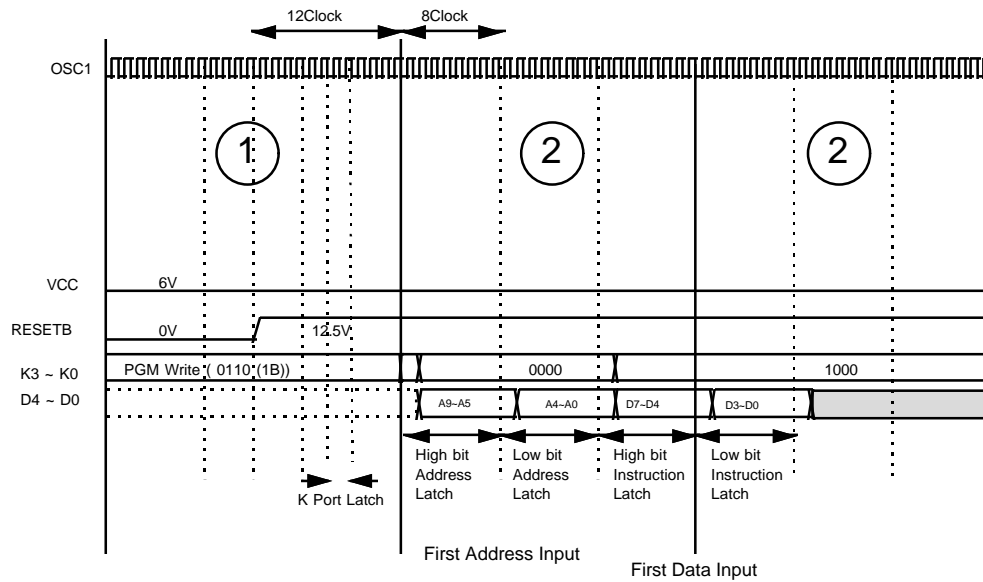 12Clock 8Clock
OSC1
1 2 2
VCC 6V
RESETB 0V 12.5V
K3 ~ K0 PGM Write ( 0110 (1B)) 0000 1000
D4 ~ D0 A9~A5 A4~A0 D7~D4 D3~D0
High bit Low bit High bit Low bit
Address Address Instruction Instruction
Latch Latch Latch Latch
K Port Latch
First Address Input
First Data Input